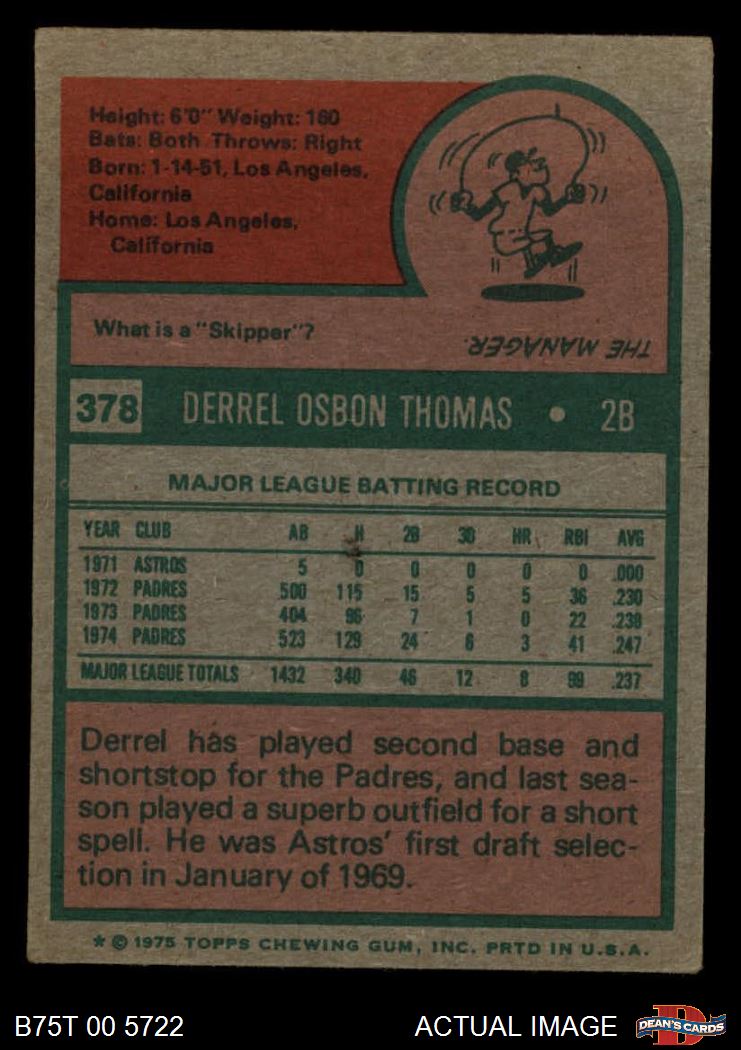 Height: 6'0" Weight: 160
Bats: Both Throws: Right
Born: 1-14-51, Los Angeles,
California
Home: Los Angeles,
California
What is a "Skipper"?
THE MANAGER.
378 DERREL OSBON THOMAS • 2B
MAJOR LEAGUE BATTING RECORD
YEAR CLUB AB H 2B 3B HR RBI AVG
1971 ASTROS 5 0 0 0 0 0 .000
1972 PADRES 500 115 15 5 5 36 .230
1973 PADRES 404 96 7 1 0 22 .238
1974 PADRES 523 129 24 6 3 41 .247
MAJOR LEAGUE TOTALS 1432 340 46 12 8 99 .237
Derrel has played second base and
shortstop for the Padres, and last sea-
son played a superb outfield for a short
spell. He was Astros' first draft selec-
tion in January of 1969.
* © 1975 TOPPS CHEWING GUM, INC. PRTD IN U.S.A.
B75T 00 5722 ACTUAL IMAGE DEAN'S CARDS